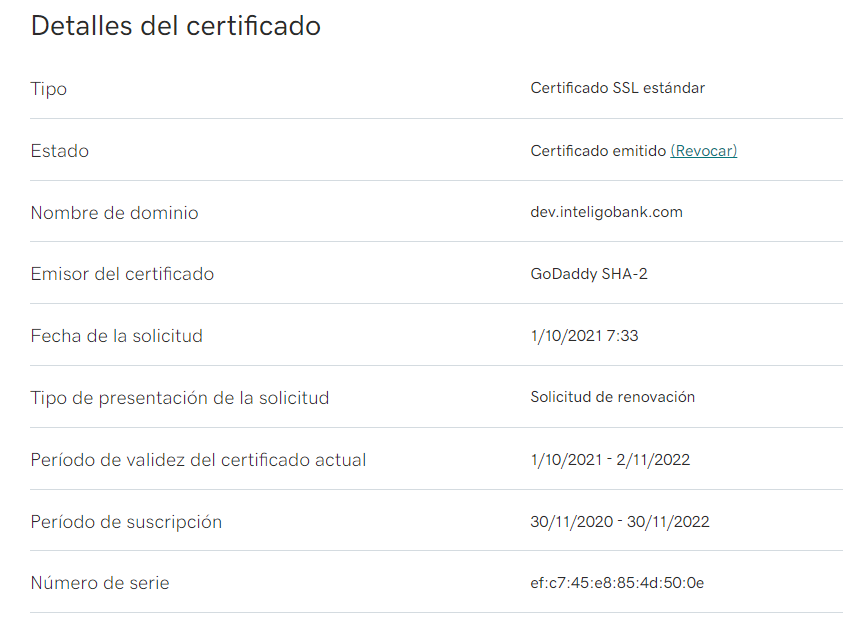 Detalles del certificado
Tipo Certificado SSL estándar
Estado Certificado emitido (Revocar)
Nombre de dominio dev.inteligobank.com
Emisor del certificado GoDaddy SHA-2
Fecha de la solicitud 1/10/2021 7:33
Tipo de presentación de la solicitud Solicitud de renovación
Período de validez del certificado actual 1/10/2021 - 2/11/2022
Período de suscripción 30/11/2020 - 30/11/2022
Número de serie ef:c7:45:e8:85:4d:50:0e